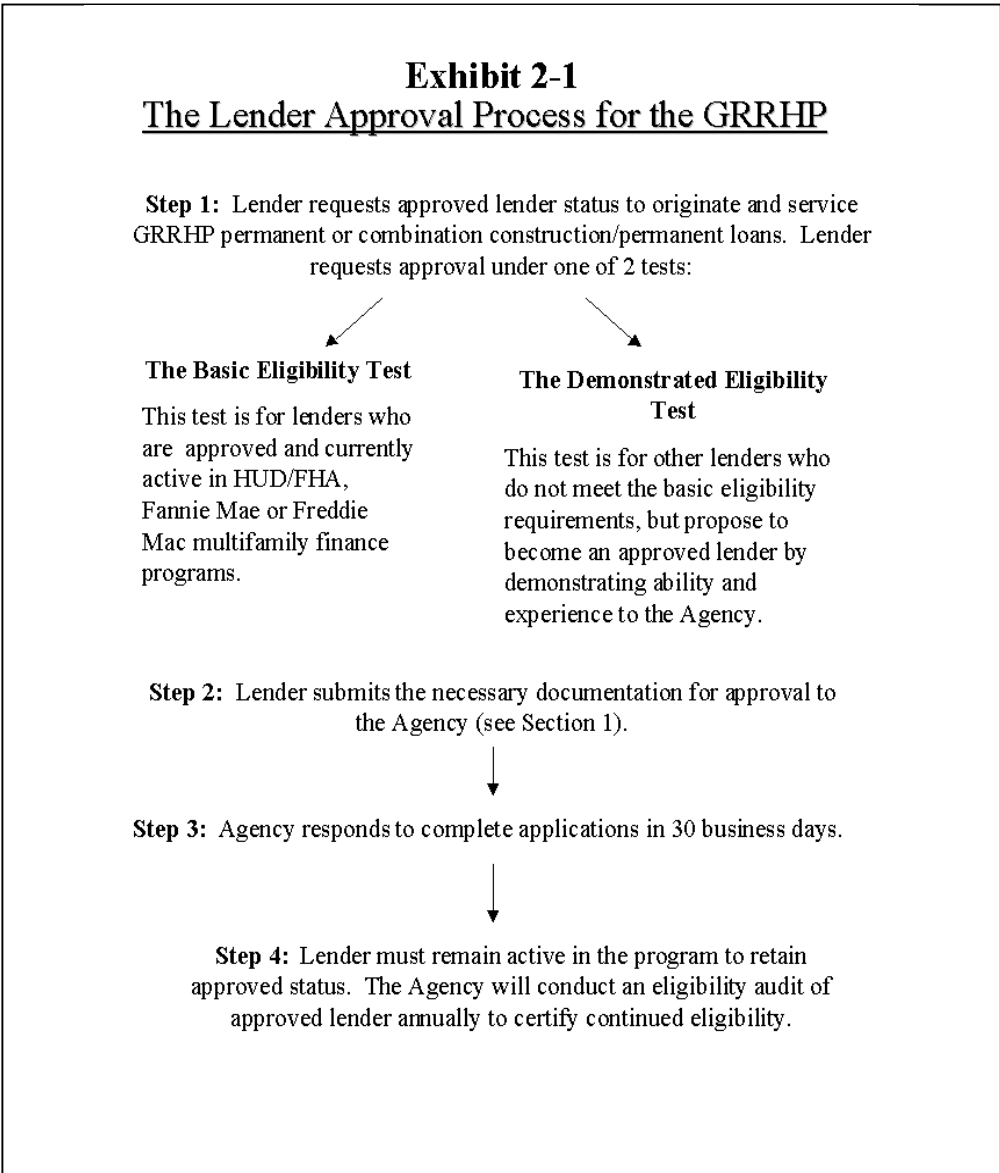 Exhibit 2-1
The Lender Approval Process for the GRRHP
Step 1: Lender requests approved lender status to originate and service
GRRHP permanent or combination construction/permanent loans. Lender
requests approval under one of 2 tests:
The Basic Eligibility Test
This test is for lenders who
are approved and currently
active in HUD/FHA,
Fannie Mae or Freddie
Mac multifamily finance
programs.
The Demonstrated Eligibility
Test
This test is for other lenders who
do not meet the basic eligibility
requirements, but propose to
become an approved lender by
demonstrating ability and
experience to the Agency.
Step 2: Lender submits the necessary documentation for approval to
the Agency (see Section 1).
Step 3: Agency responds to complete applications in 30 business days.
Step 4: Lender must remain active in the program to retain
approved status. The Agency will conduct an eligibility audit of
approved lender annually to certify continued eligibility.